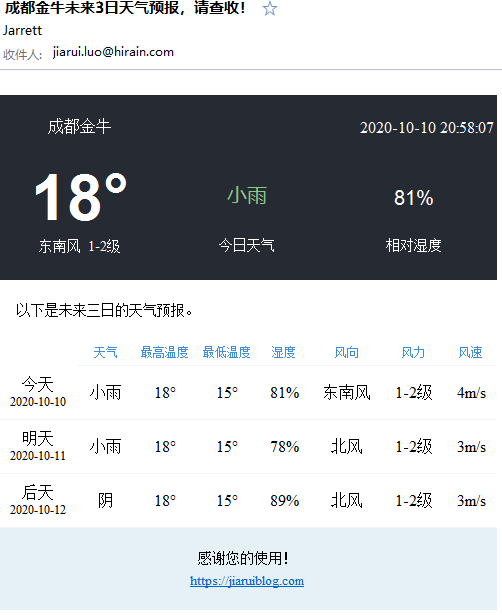 成都金牛未来3日天气预报，请查收！ ☆
Jarrett
收件人： jiarui.luo@hirain.com
成都金牛 2020-10-10 20:58:07
18° 小雨 81%
东南风 1-2级 今日天气 相对湿度
以下是未来三日的天气预报。
天气 最高温度 最低温度 湿度 风向 风力 风速
今天 2020-10-10 小雨 18° 15° 81% 东南风 1-2级 4m/s
明天 2020-10-11 小雨 18° 15° 78% 北风 1-2级 3m/s
后天 2020-10-12 阴 18° 15° 89% 北风 1-2级 3m/s
感谢您的使用！
https://jiaruiblog.com